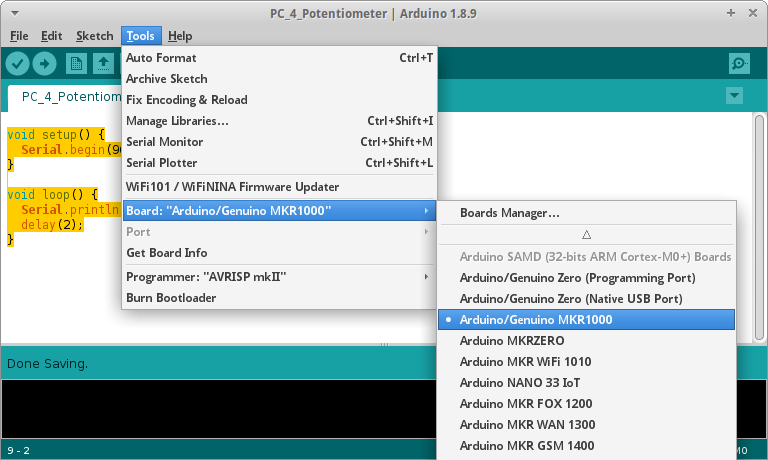 PC_4_Potentiometer | Arduino 1.8.9
File Edit Sketch Tools Help
Auto Format Ctrl+T
PC_4_Potentiom
Archive Sketch
Fix Encoding & Reload
Manage Libraries... Ctrl+Shift+I
Serial Monitor Ctrl+Shift+M
Serial Plotter Ctrl+Shift+L
WiFi101 / WiFiNINA Firmware Updater
Board: "Arduino/Genuino MKR1000"
Port
Get Board Info
Programmer: "AVRISP mkII"
Burn Bootloader
void setup() {
Serial.begin(9
}
void loop() {
Serial.println
delay(2);
}
Boards Manager...
Arduino SAMD (32-bits ARM Cortex-M0+) Boards
Arduino/Genuino Zero (Programming Port)
Arduino/Genuino Zero (Native USB Port)
Arduino/Genuino MKR1000
Arduino MKRZERO
Arduino MKR WiFi 1010
Arduino NANO 33 IoT
Arduino MKR FOX 1200
Arduino MKR WAN 1300
Arduino MKR GSM 1400
Done Saving.
9 - 2
M0